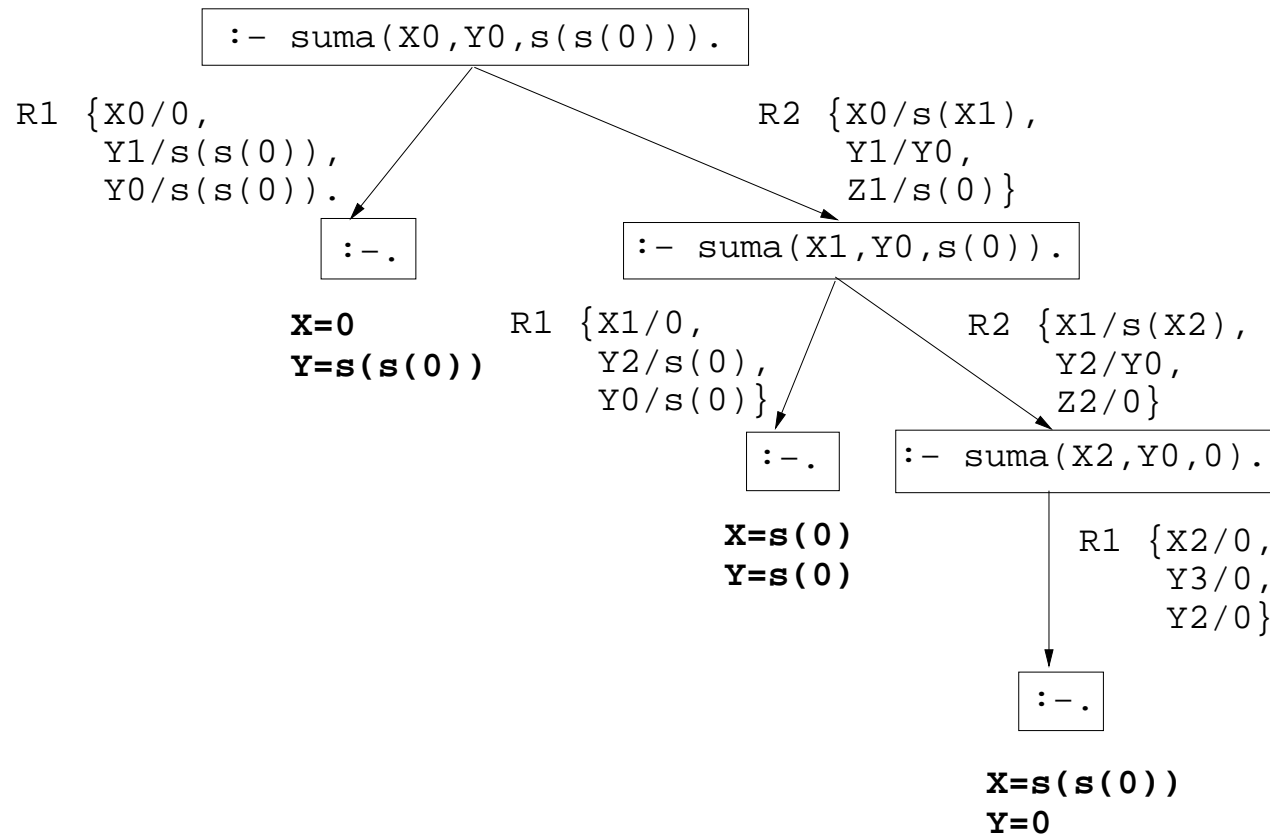 :- suma(X0,Y0,s(s(0))).
R1 {X0/0,
Y1/s(s(0)),
Y0/s(s(0)).
R2 {X0/s(X1),
Y1/Y0,
Z1/s(0)}
:-.
:- suma(X1,Y0,s(0)).
X=0
Y=s(s(0))
R1 {X1/0,
Y2/s(0),
Y0/s(0)}
R2 {X1/s(X2),
Y2/Y0,
Z2/0}
:-.
:- suma(X2,Y0,0).
X=s(0)
Y=s(0)
R1 {X2/0,
Y3/0,
Y2/0}
:-.
X=s(s(0))
Y=0